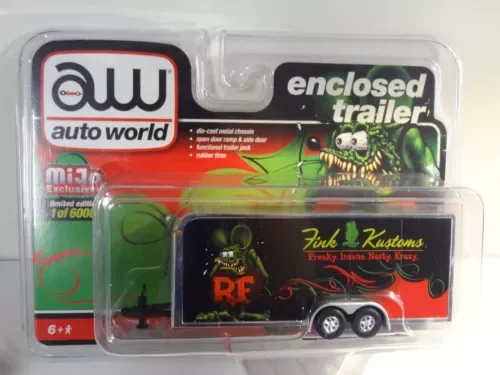 aw
auto world
enclosed
trailer
• die-cast metal chassis
• open door ramp & side door
• functional trailer jack
• rubber tires
MiJo
Exclusives
limited edition
1 of 6000
Fink Kustoms
Freaky. Insane. Nasty. Krazy.
RF
6+